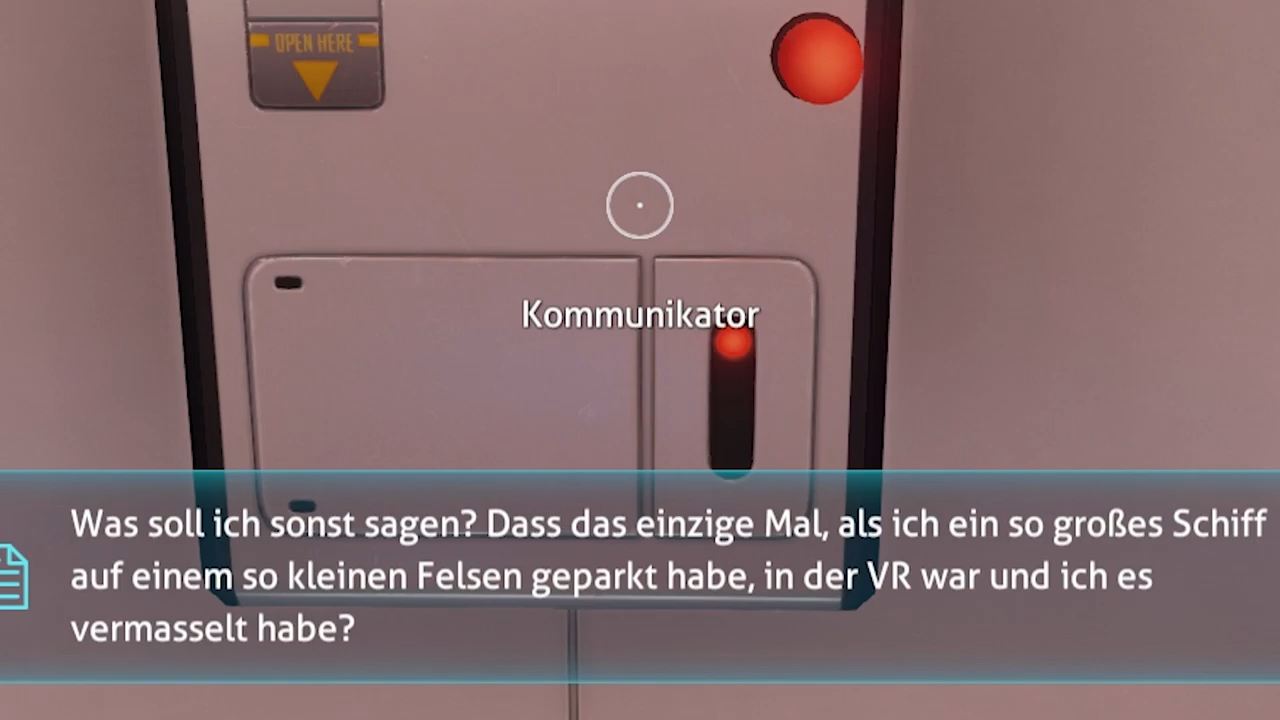 OPEN HERE
Kommunikator
Was soll ich sonst sagen? Dass das einzige Mal, als ich ein so großes Schiff
auf einem so kleinen Felsen geparkt habe, in der VR war und ich es
vermasselt habe?